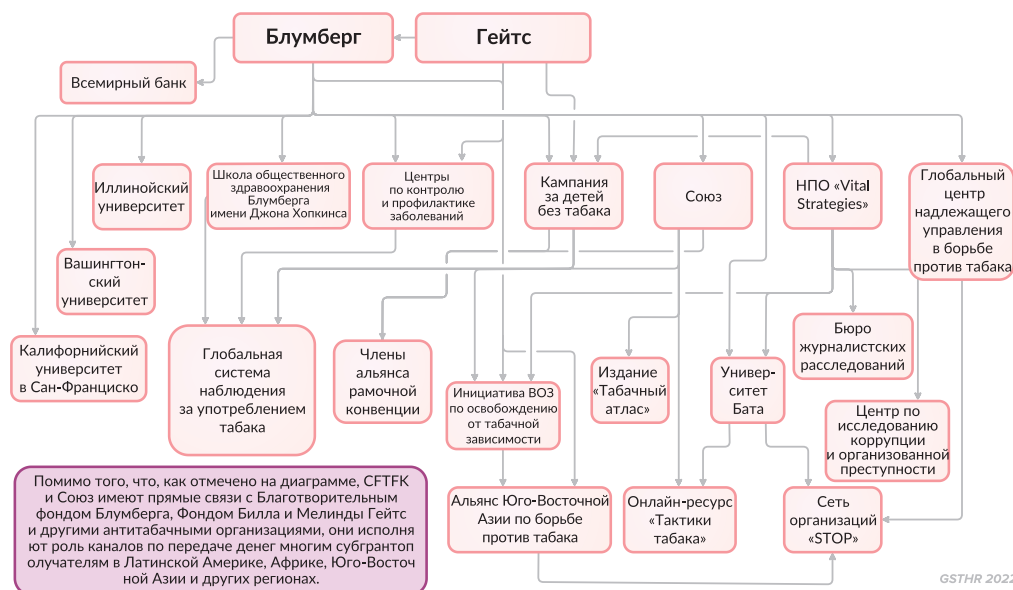 Блумберг
Гейтс
Всемирный банк
Иллинойский
университет
Школа общественного
здравоохранения
Блумберга
имени Джона Хопкинса
Центры
по контролю
и профилактике
заболеваний
Кампания
за детей
без табака
Союз
НПО «Vital
Strategies»
Глобальный
центр
надлежащего
управления
в борьбе
против табака
Вашингтон-
ский
университет
Калифорнийский
университет
в Сан-Франциско
Глобальная
система
наблюдения
за употреблением
табака
Члены
альянса
рамочной
конвенции
Инициатива ВОЗ
по освобождению
от табачной
зависимости
Издание
«Табачный
атлас»
Универ-
ситет
Бата
Бюро
журналистских
расследований
Центр по
исследованию
коррупции
и организованной
преступности
Помимо того, что, как отмечено на диаграмме, CFTFK
и Союз имеют прямые связи с Благотворительным
фондом Блумберга, Фондом Билла и Мелинды Гейтс
и другими антитабачными организациями, они исполня
ют роль каналов по передаче денег многим субгрантоп
олучателям в Латинской Америке, Африке, Юго-Восточ
ной Азии и других регионах.
Альянс Юго-Восточной
Азии по борьбе
против табака
Онлайн-ресурс
«Тактики
табака»
Сеть
организаций
«STOP»
GSTHR 2022